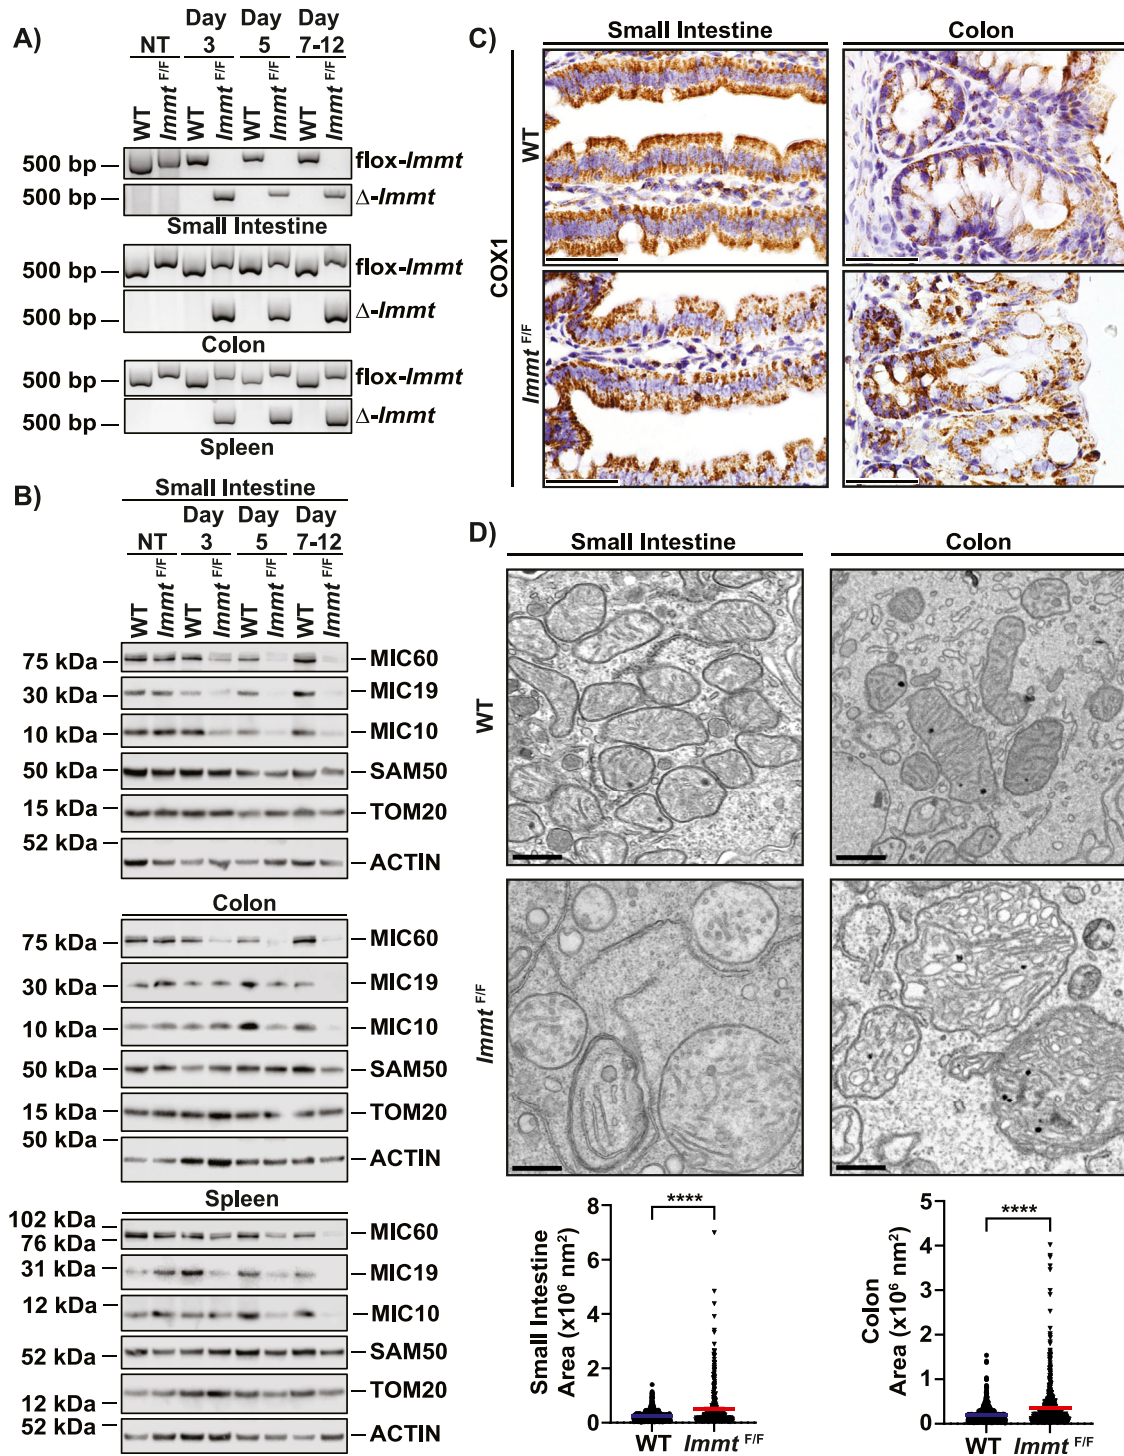 A)
NT
Day 3
Day 5
Day 7-12
WT
Immt F/F
WT
Immt F/F
WT
Immt F/F
WT
Immt F/F
500 bp
flox-Immt
500 bp
Δ-Immt
Small Intestine
500 bp
flox-Immt
500 bp
Δ-Immt
Colon
500 bp
flox-Immt
500 bp
Δ-Immt
Spleen
B)
Small Intestine
NT
Day 3
Day 5
Day 7-12
WT
Immt F/F
WT
Immt F/F
WT
Immt F/F
WT
Immt F/F
75 kDa
MIC60
30 kDa
MIC19
10 kDa
MIC10
50 kDa
SAM50
15 kDa
TOM20
52 kDa
ACTIN
Colon
75 kDa
MIC60
30 kDa
MIC19
10 kDa
MIC10
50 kDa
SAM50
15 kDa
TOM20
50 kDa
ACTIN
Spleen
102 kDa
76 kDa
MIC60
31 kDa
MIC19
12 kDa
MIC10
52 kDa
SAM50
12 kDa
TOM20
52 kDa
ACTIN
C)
Small Intestine
Colon
COX1
WT
Immt F/F
D)
Small Intestine
Colon
WT
Immt F/F
Small Intestine
Area (x10⁶ nm²)
8
6
4
2
0
****
WT
Immt F/F
Colon
Area (x10⁶ nm²)
5
4
3
2
1
0
****
WT
Immt F/F